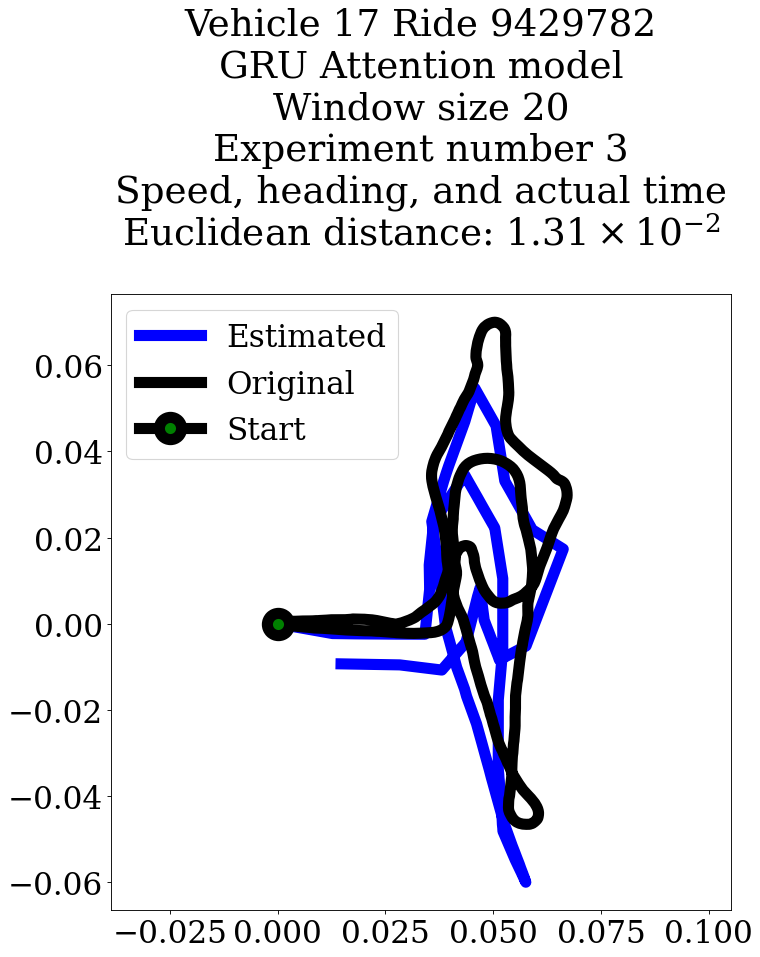 Vehicle 17 Ride 9429782
GRU Attention model
Window size 20
Experiment number 3
Speed, heading, and actual time
Euclidean distance: 1.31 × 10⁻²
Estimated
Original
Start
0.06
0.04
0.02
0.00
−0.02
−0.04
−0.06
−0.025 0.000 0.025 0.050 0.075 0.100